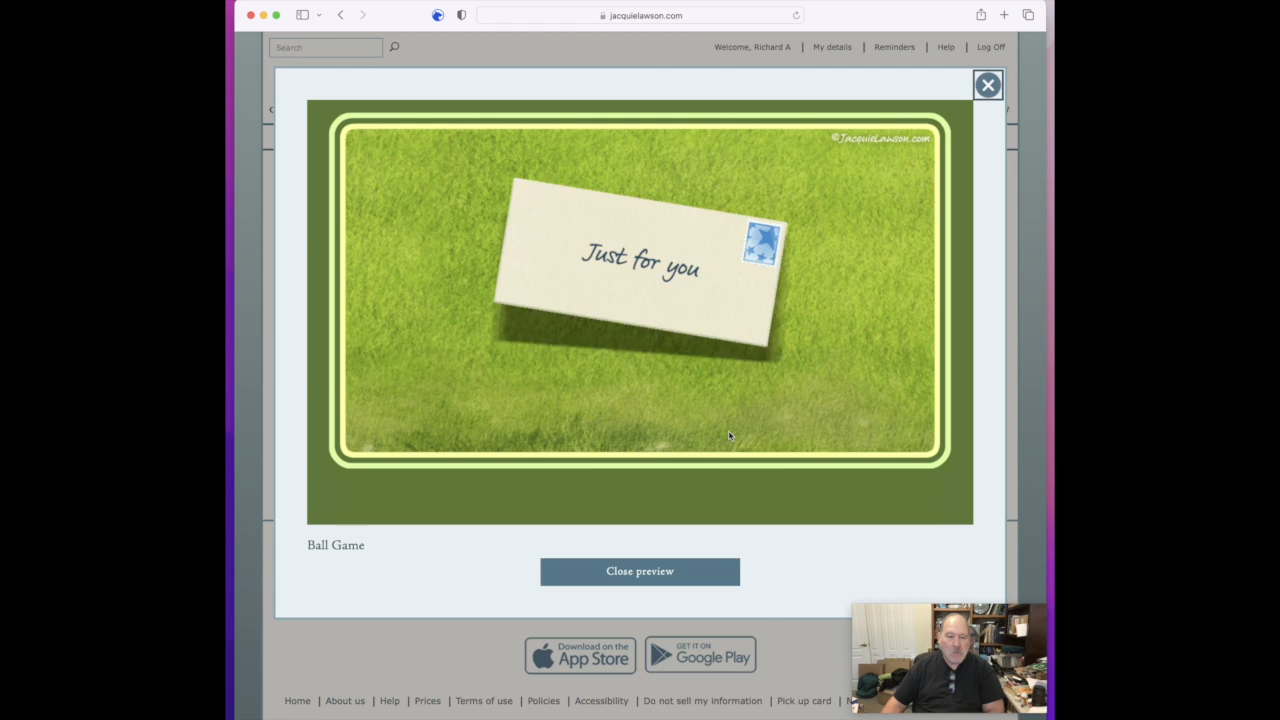 jacquielawson.com
Search
Welcome, Richard A | My details | Reminders | Help | Log Off
©JacquieLawson.com
Just for you
Ball Game
Close preview
Download on the
App Store
GET IT ON
Google Play
Home | About us | Help | Prices | Terms of use | Policies | Accessibility | Do not sell my information | Pick up card |